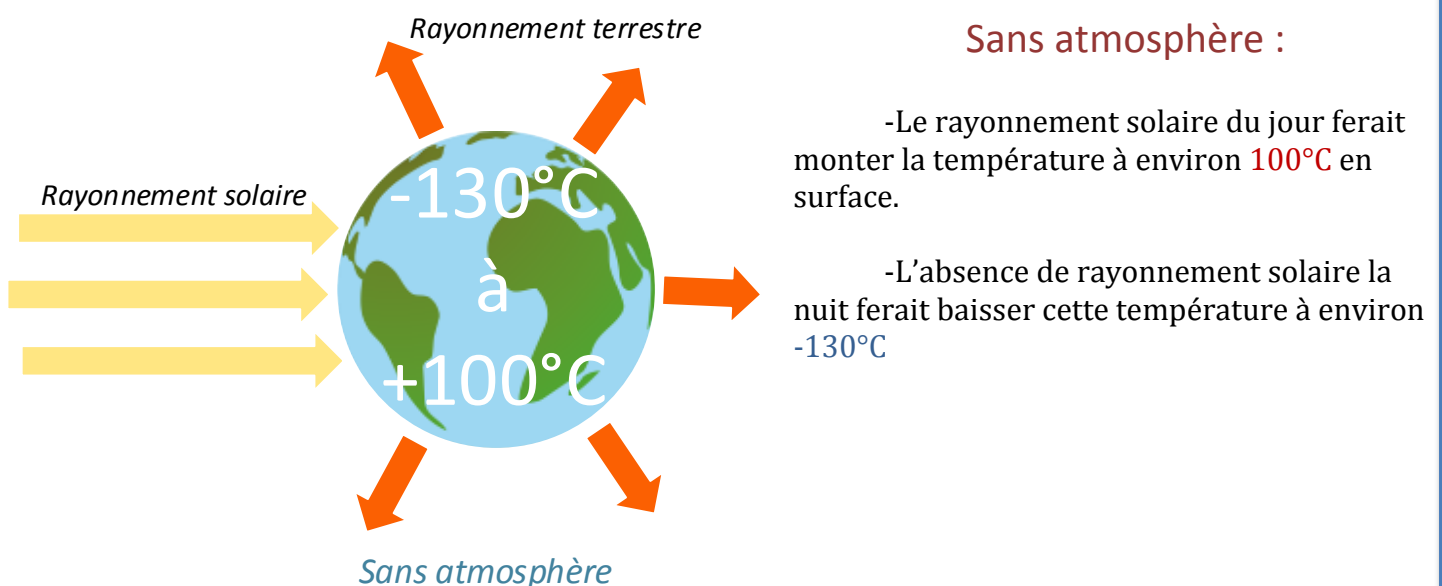 Rayonnement terrestre
Rayonnement solaire
-130°C
à
+100°C
Sans atmosphère
Sans atmosphère :
-Le rayonnement solaire du jour ferait
monter la température à environ 100°C en
surface.
-L’absence de rayonnement solaire la
nuit ferait baisser cette température à environ
-130°C